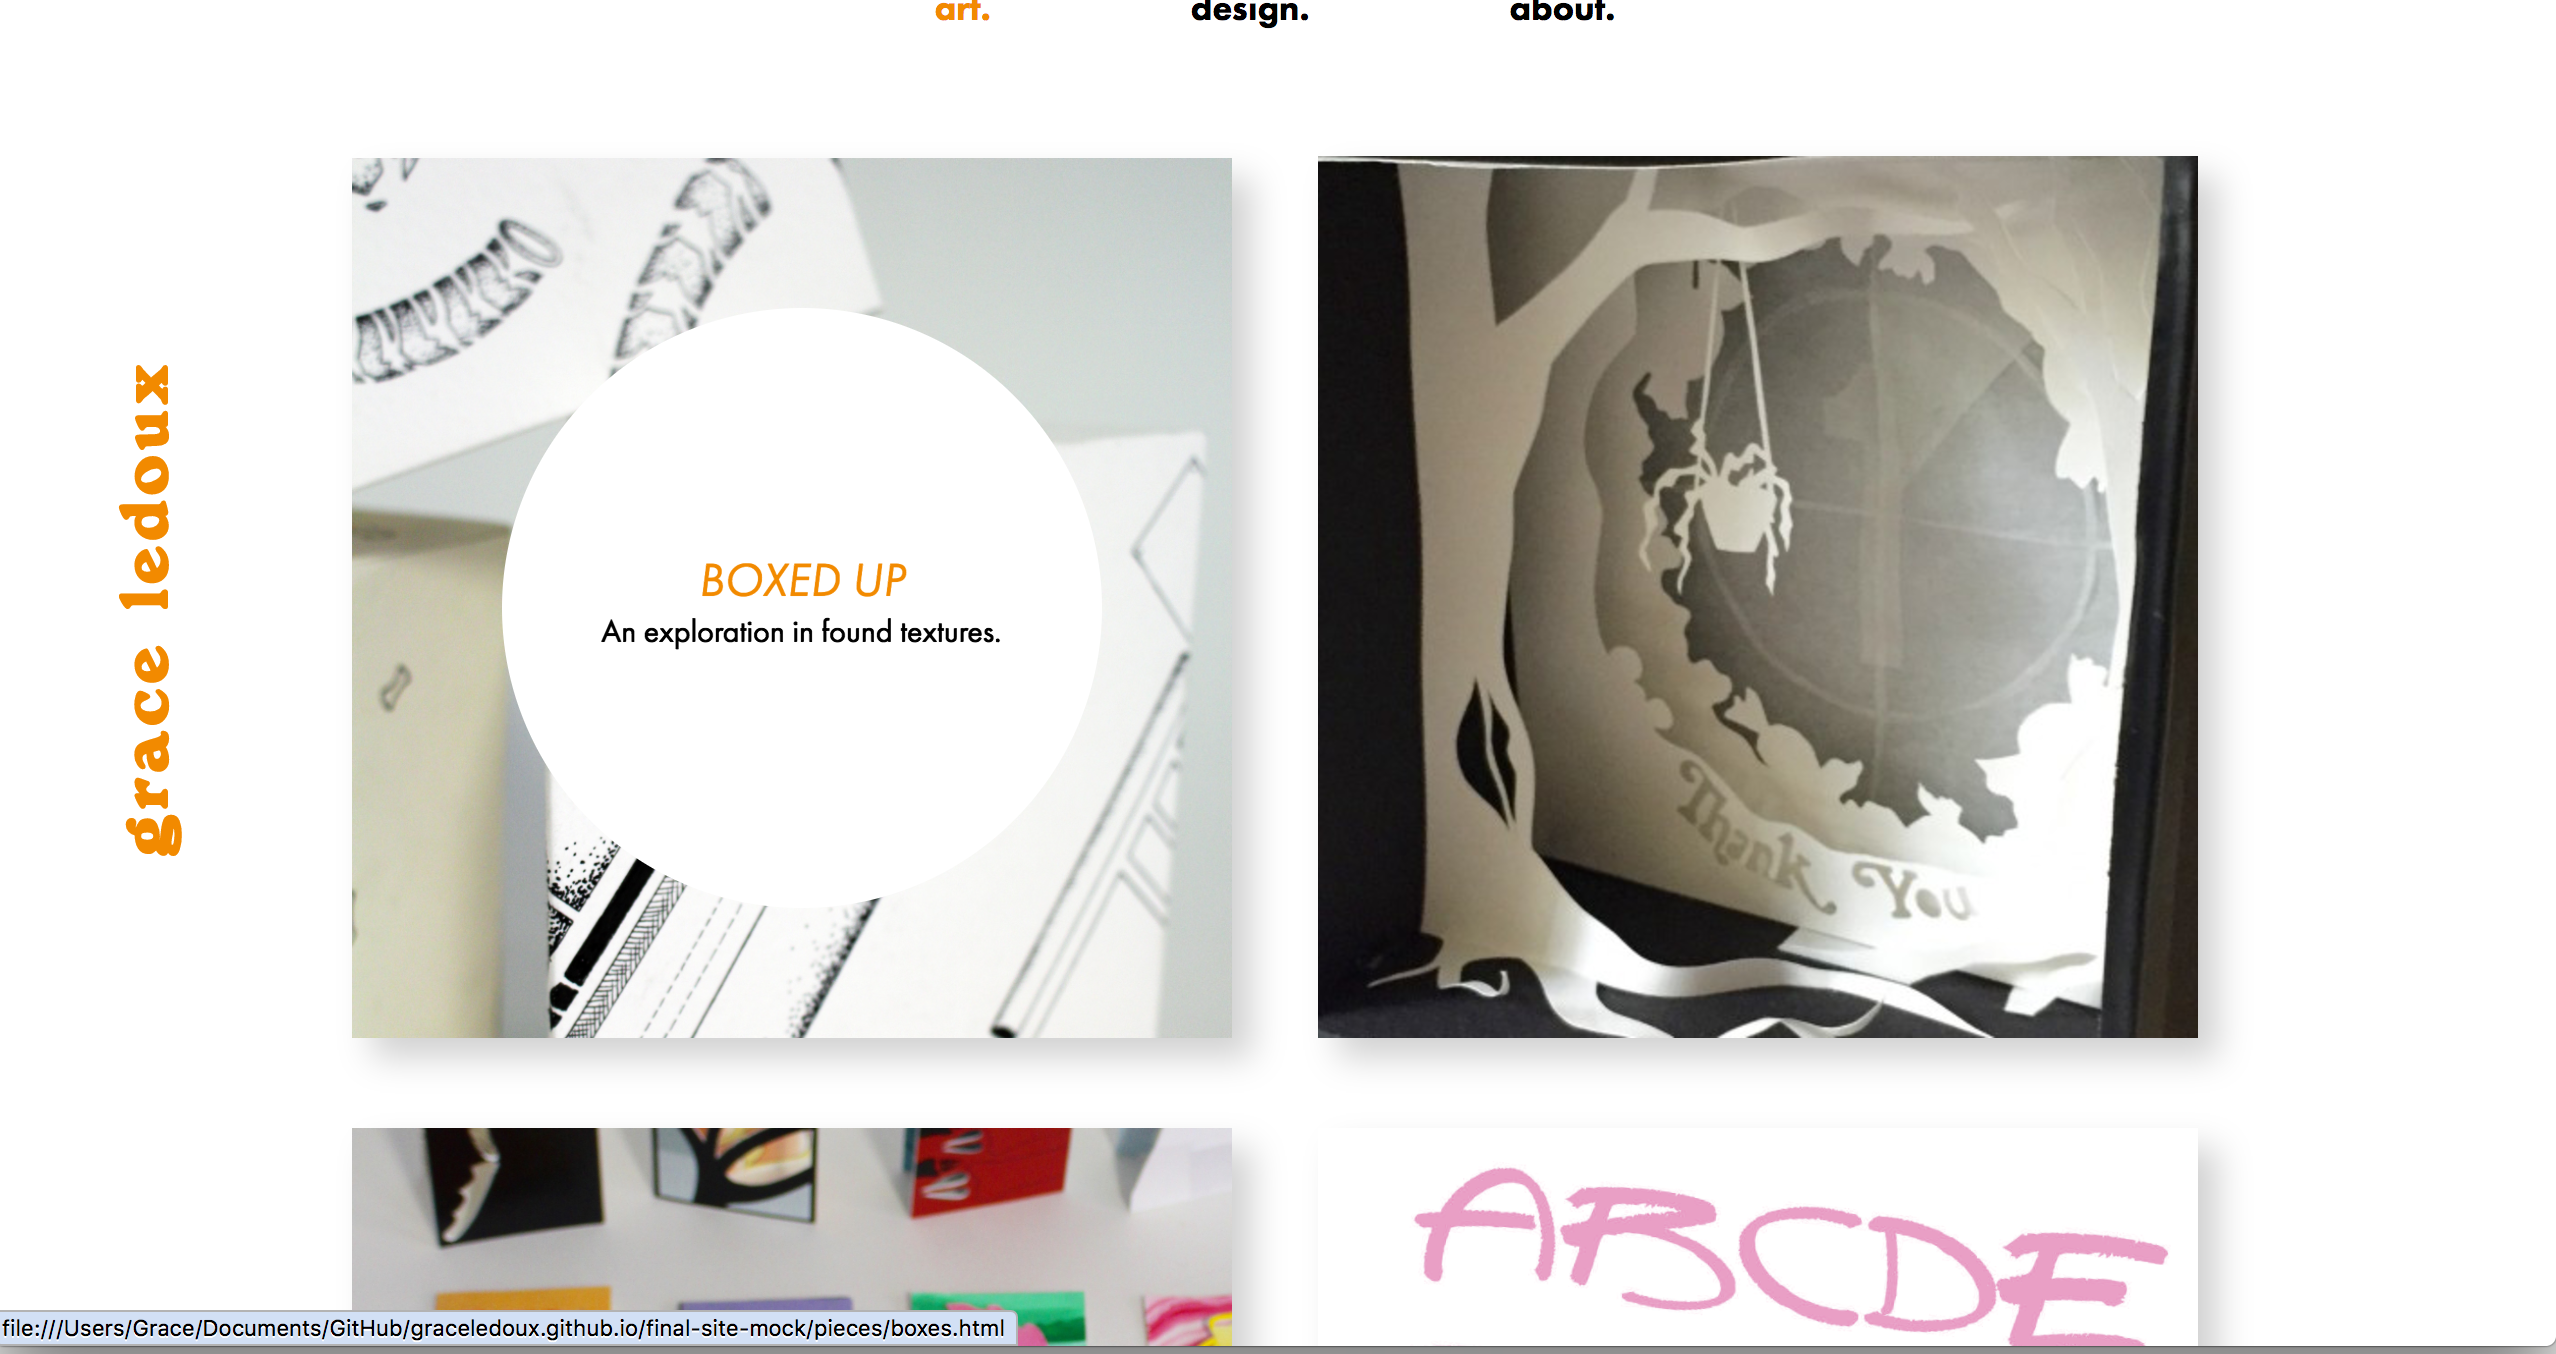 art. design. about.
grace ledoux
BOXED UP
An exploration in found textures.
Thank You
ABCDE
file:///Users/Grace/Documents/GitHub/graceledoux.github.io/final-site-mock/pieces/boxes.html